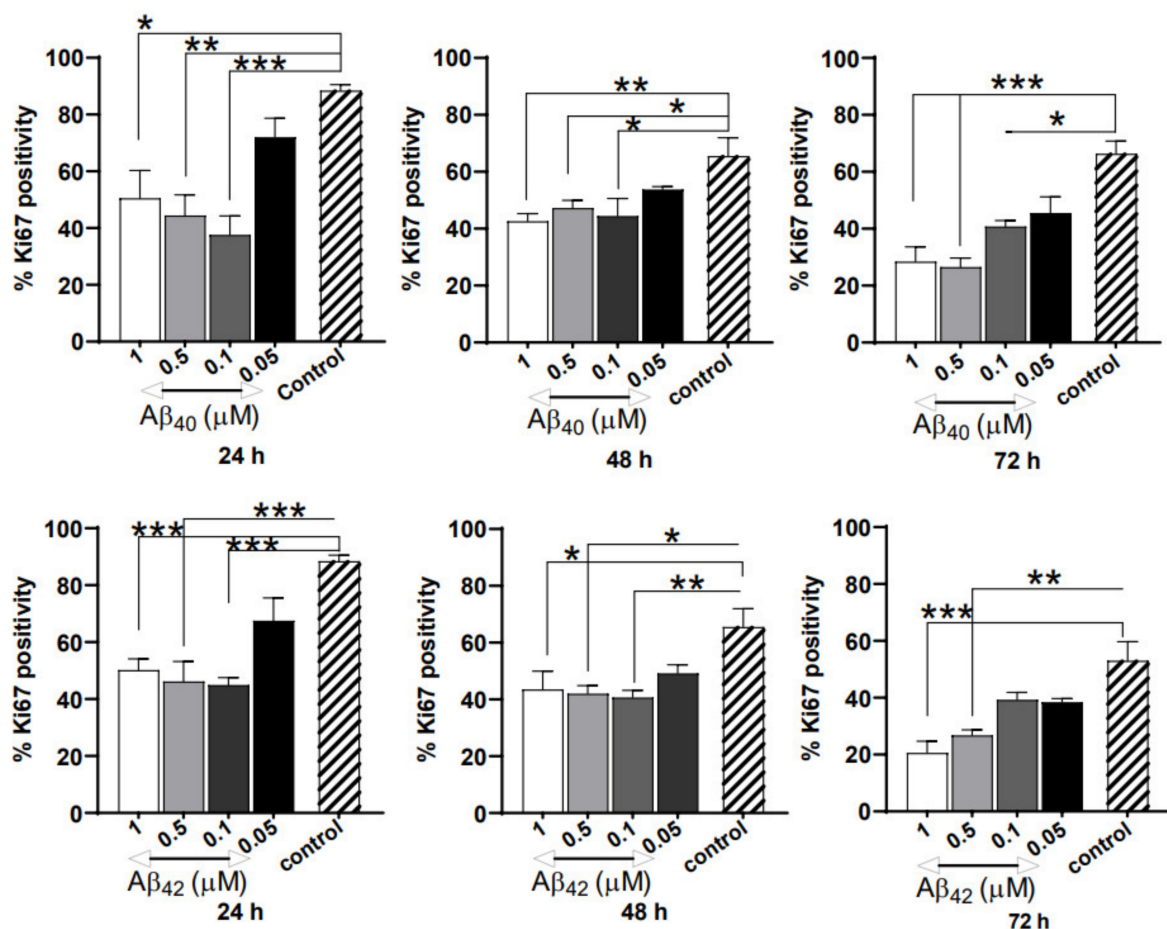 * ** ***
% Ki67 positivity
100
80
60
40
20
0
1 0.5 0.1 0.05 control
Aβ40 (μM)
24 h
** * *
% Ki67 positivity
100
80
60
40
20
0
1 0.5 0.1 0.05 control
Aβ40 (μM)
48 h
*** *
% Ki67 positivity
100
80
60
40
20
0
1 0.5 0.1 0.05 control
Aβ40 (μM)
72 h
*** *** ***
% Ki67 positivity
100
80
60
40
20
0
1 0.5 0.1 0.05 control
Aβ42 (μM)
24 h
* * **
% Ki67 positivity
100
80
60
40
20
0
1 0.5 0.1 0.05 control
Aβ42 (μM)
48 h
** ***
% Ki67 positivity
100
80
60
40
20
0
1 0.5 0.1 0.05 control
Aβ42 (μM)
72 h